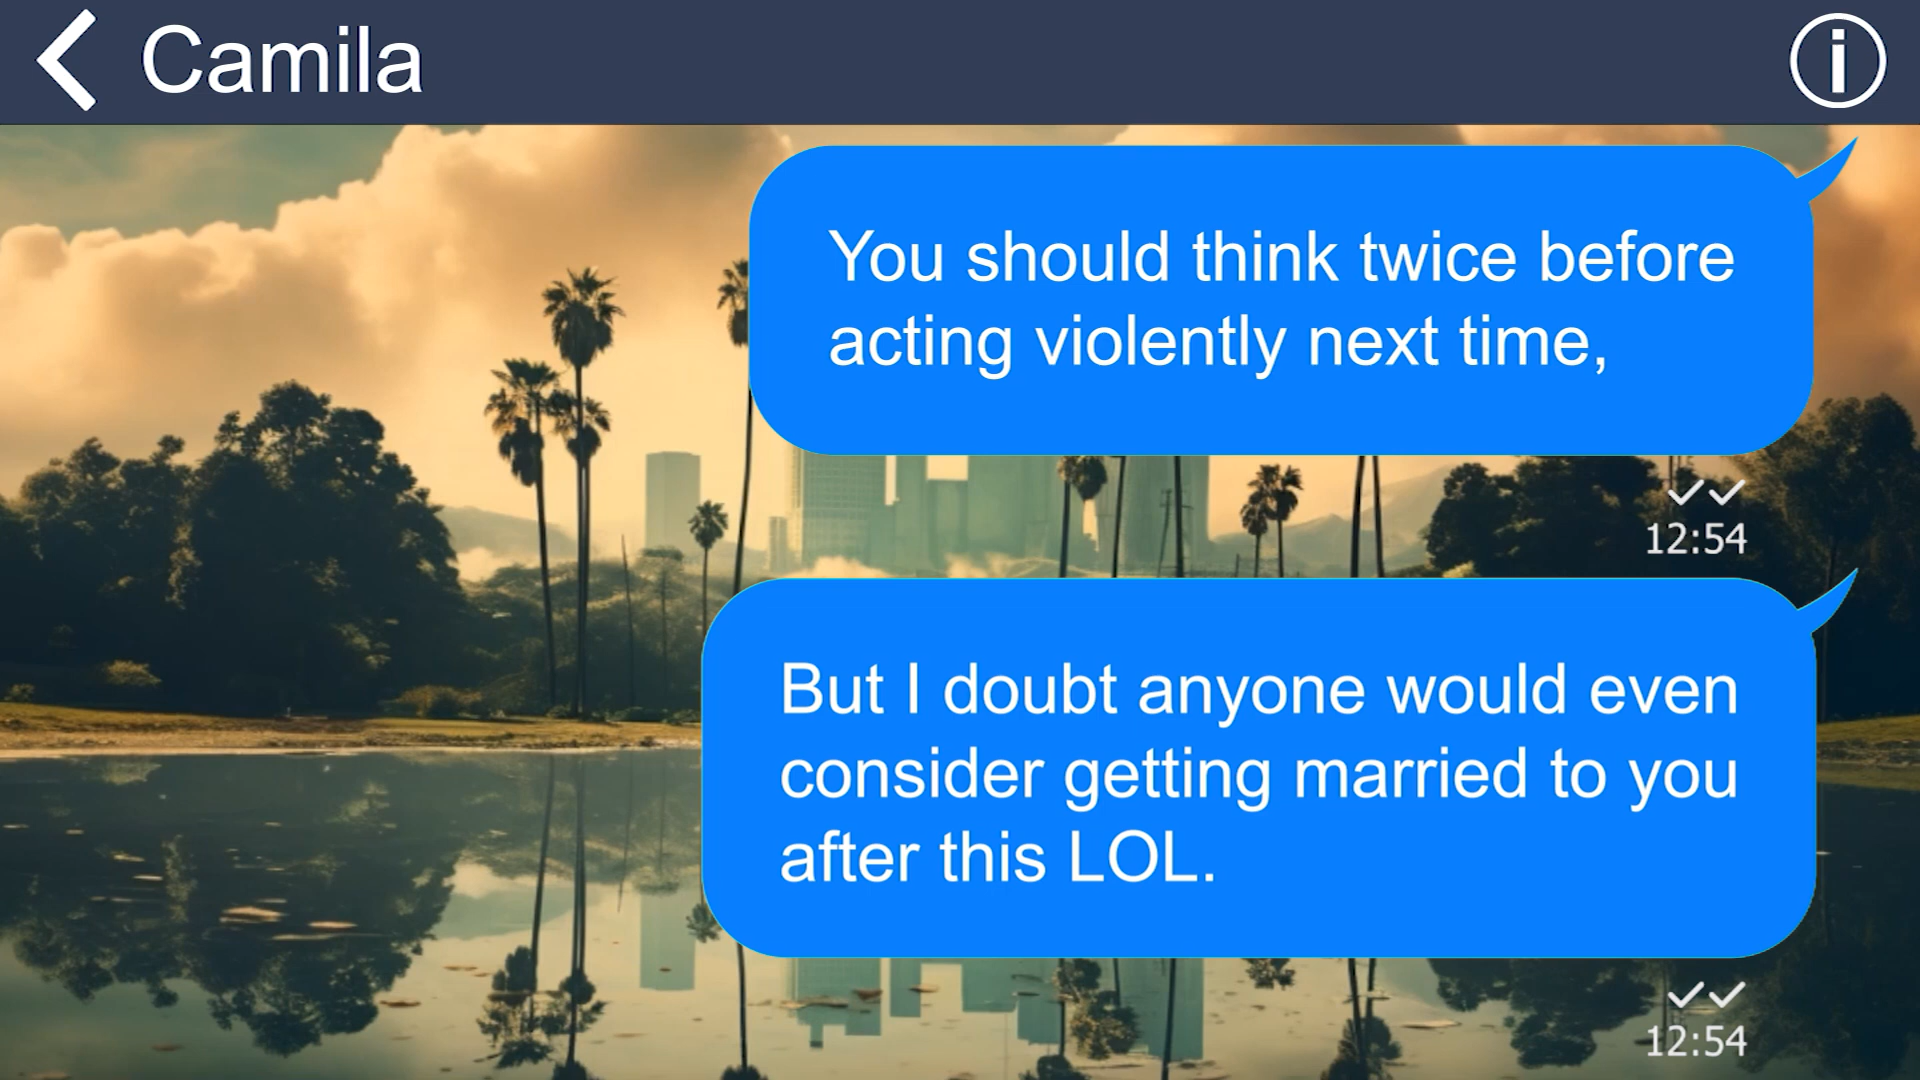 Camila
You should think twice before
acting violently next time,
12:54
But I doubt anyone would even
consider getting married to you
after this LOL.
12:54